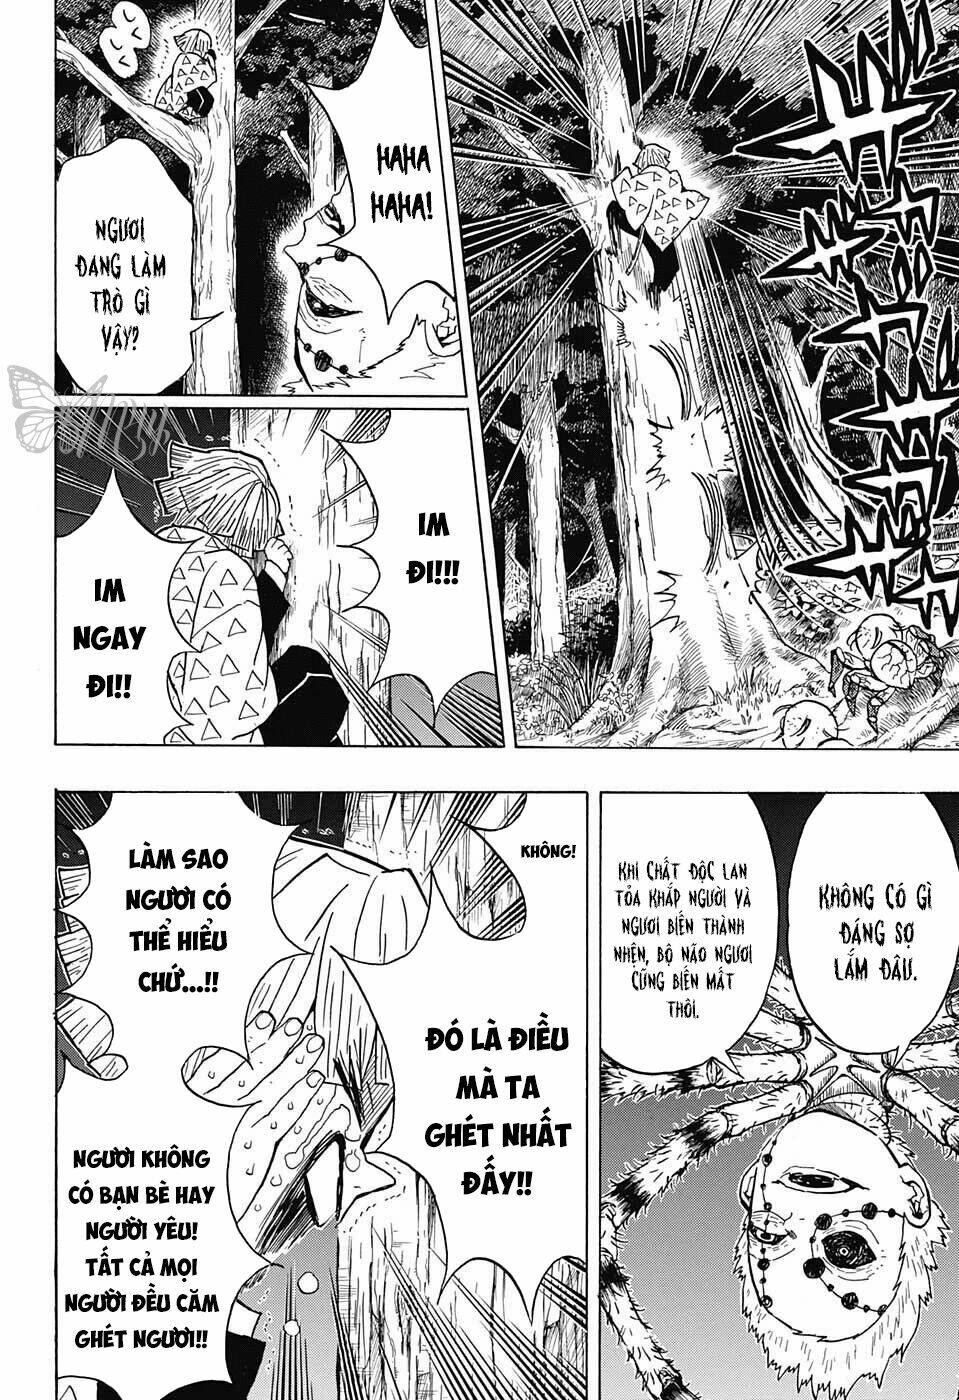 HAHA
HAHA!
NGƯƠI
ĐANG LÀM
TRÒ GÌ
VẬY?
IM
ĐI!!!
IM
NGAY
ĐI!!
KHÔNG CÓ GÌ
ĐÁNG SỢ
LẮM ĐÂU.
KHI CHẤT ĐỘC LAN
TỎA KHẮP NGƯỜI VÀ
NGƯƠI BIẾN THÀNH
NHỆN, BỘ NÃO NGƯƠI
CŨNG BIẾN MẤT
THÔI.
KHÔNG!
ĐÓ LÀ ĐIỀU
MÀ TA
GHÉT NHẤT
ĐẤY!!
LÀM SAO
NGƯƠI CÓ
THỂ HIỂU
CHỨ...!!
NGƯƠI KHÔNG
CÓ BẠN BÈ HAY
NGƯỜI YÊU!
TẤT CẢ MỌI
NGƯỜI ĐỀU CĂM
GHÉT NGƯƠI!!